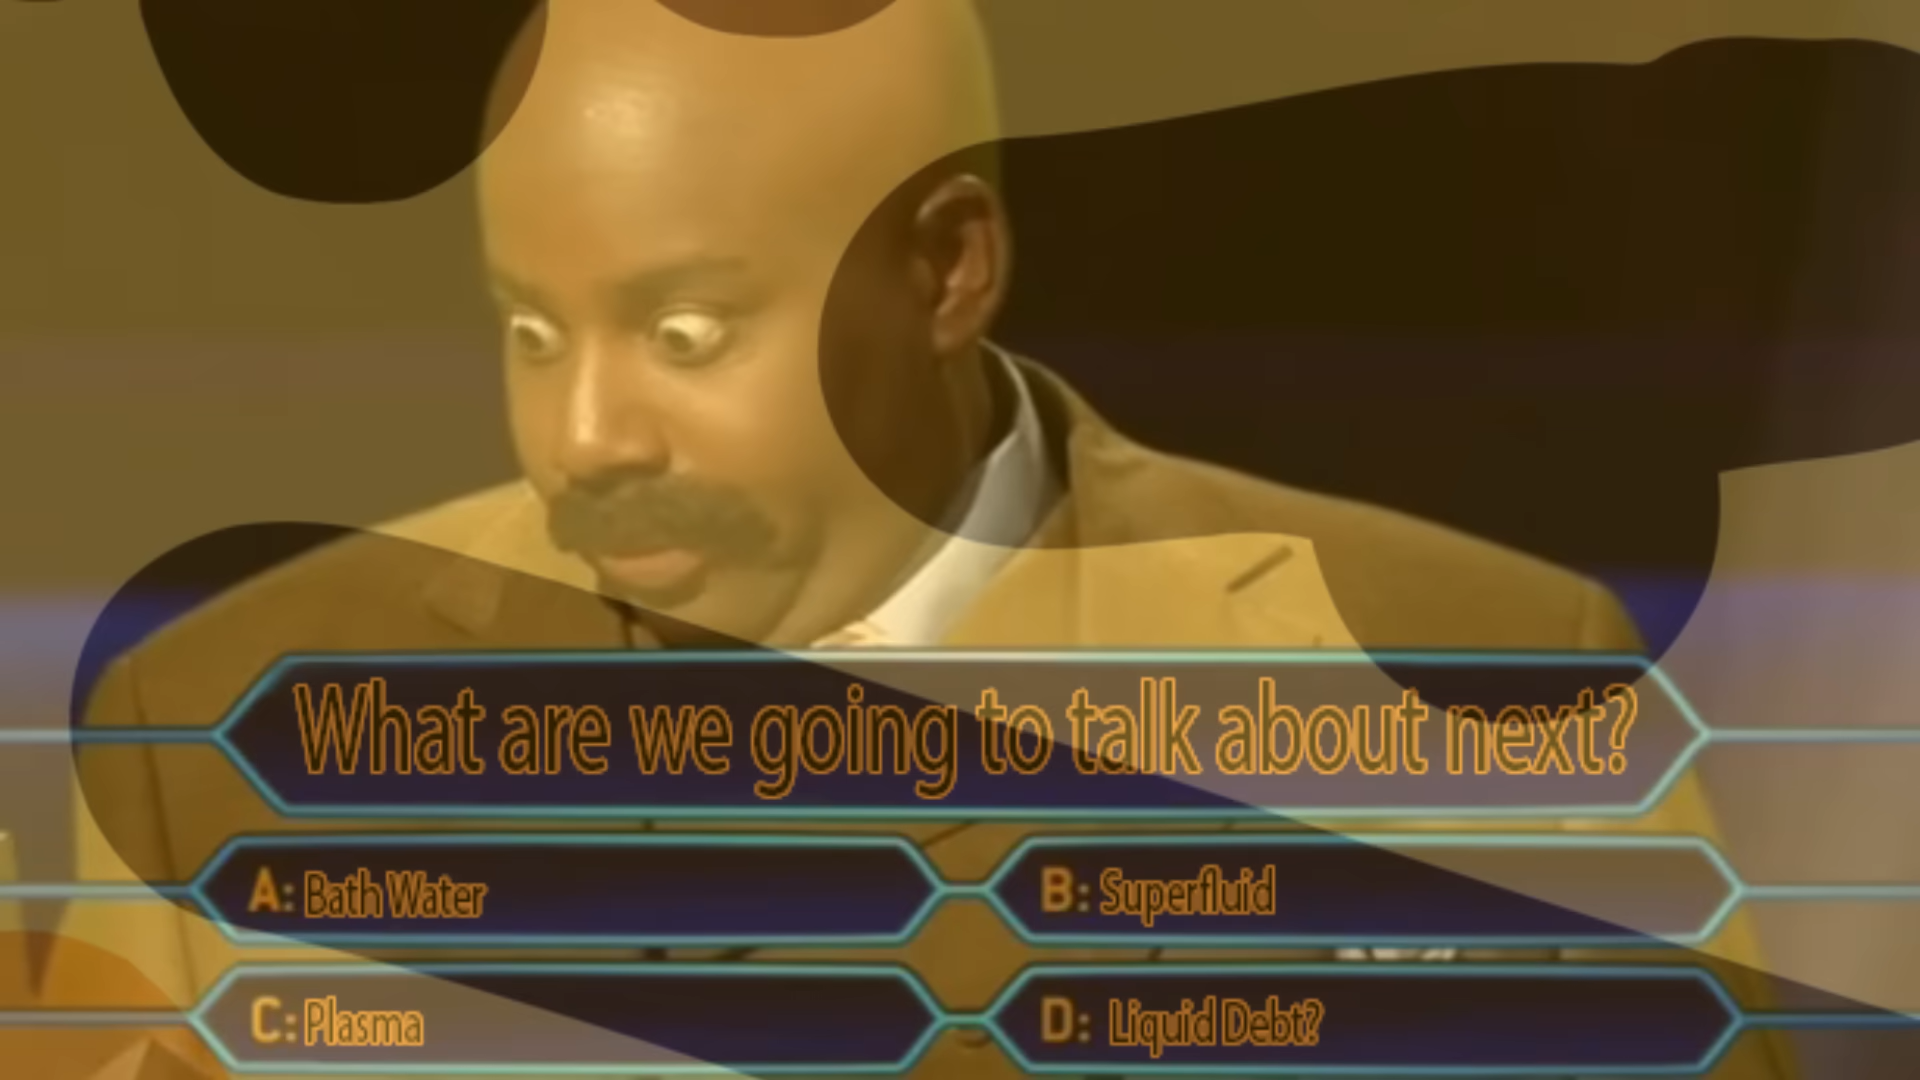 What are we going to talk about next?
A: Bath Water
B: Superfluid
C: Plasma
D: Liquid Debt?